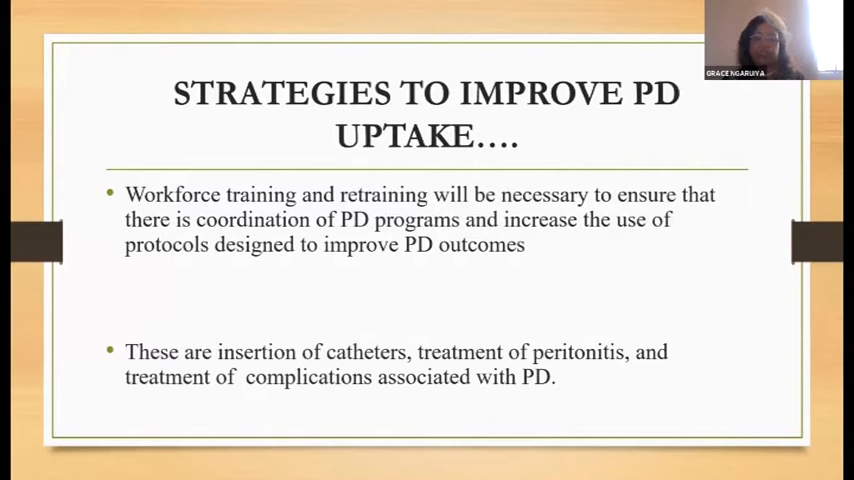 GRACE NGARUIYA
STRATEGIES TO IMPROVE PD
UPTAKE....
• Workforce training and retraining will be necessary to ensure that
there is coordination of PD programs and increase the use of
protocols designed to improve PD outcomes
• These are insertion of catheters, treatment of peritonitis, and
treatment of  complications associated with PD.